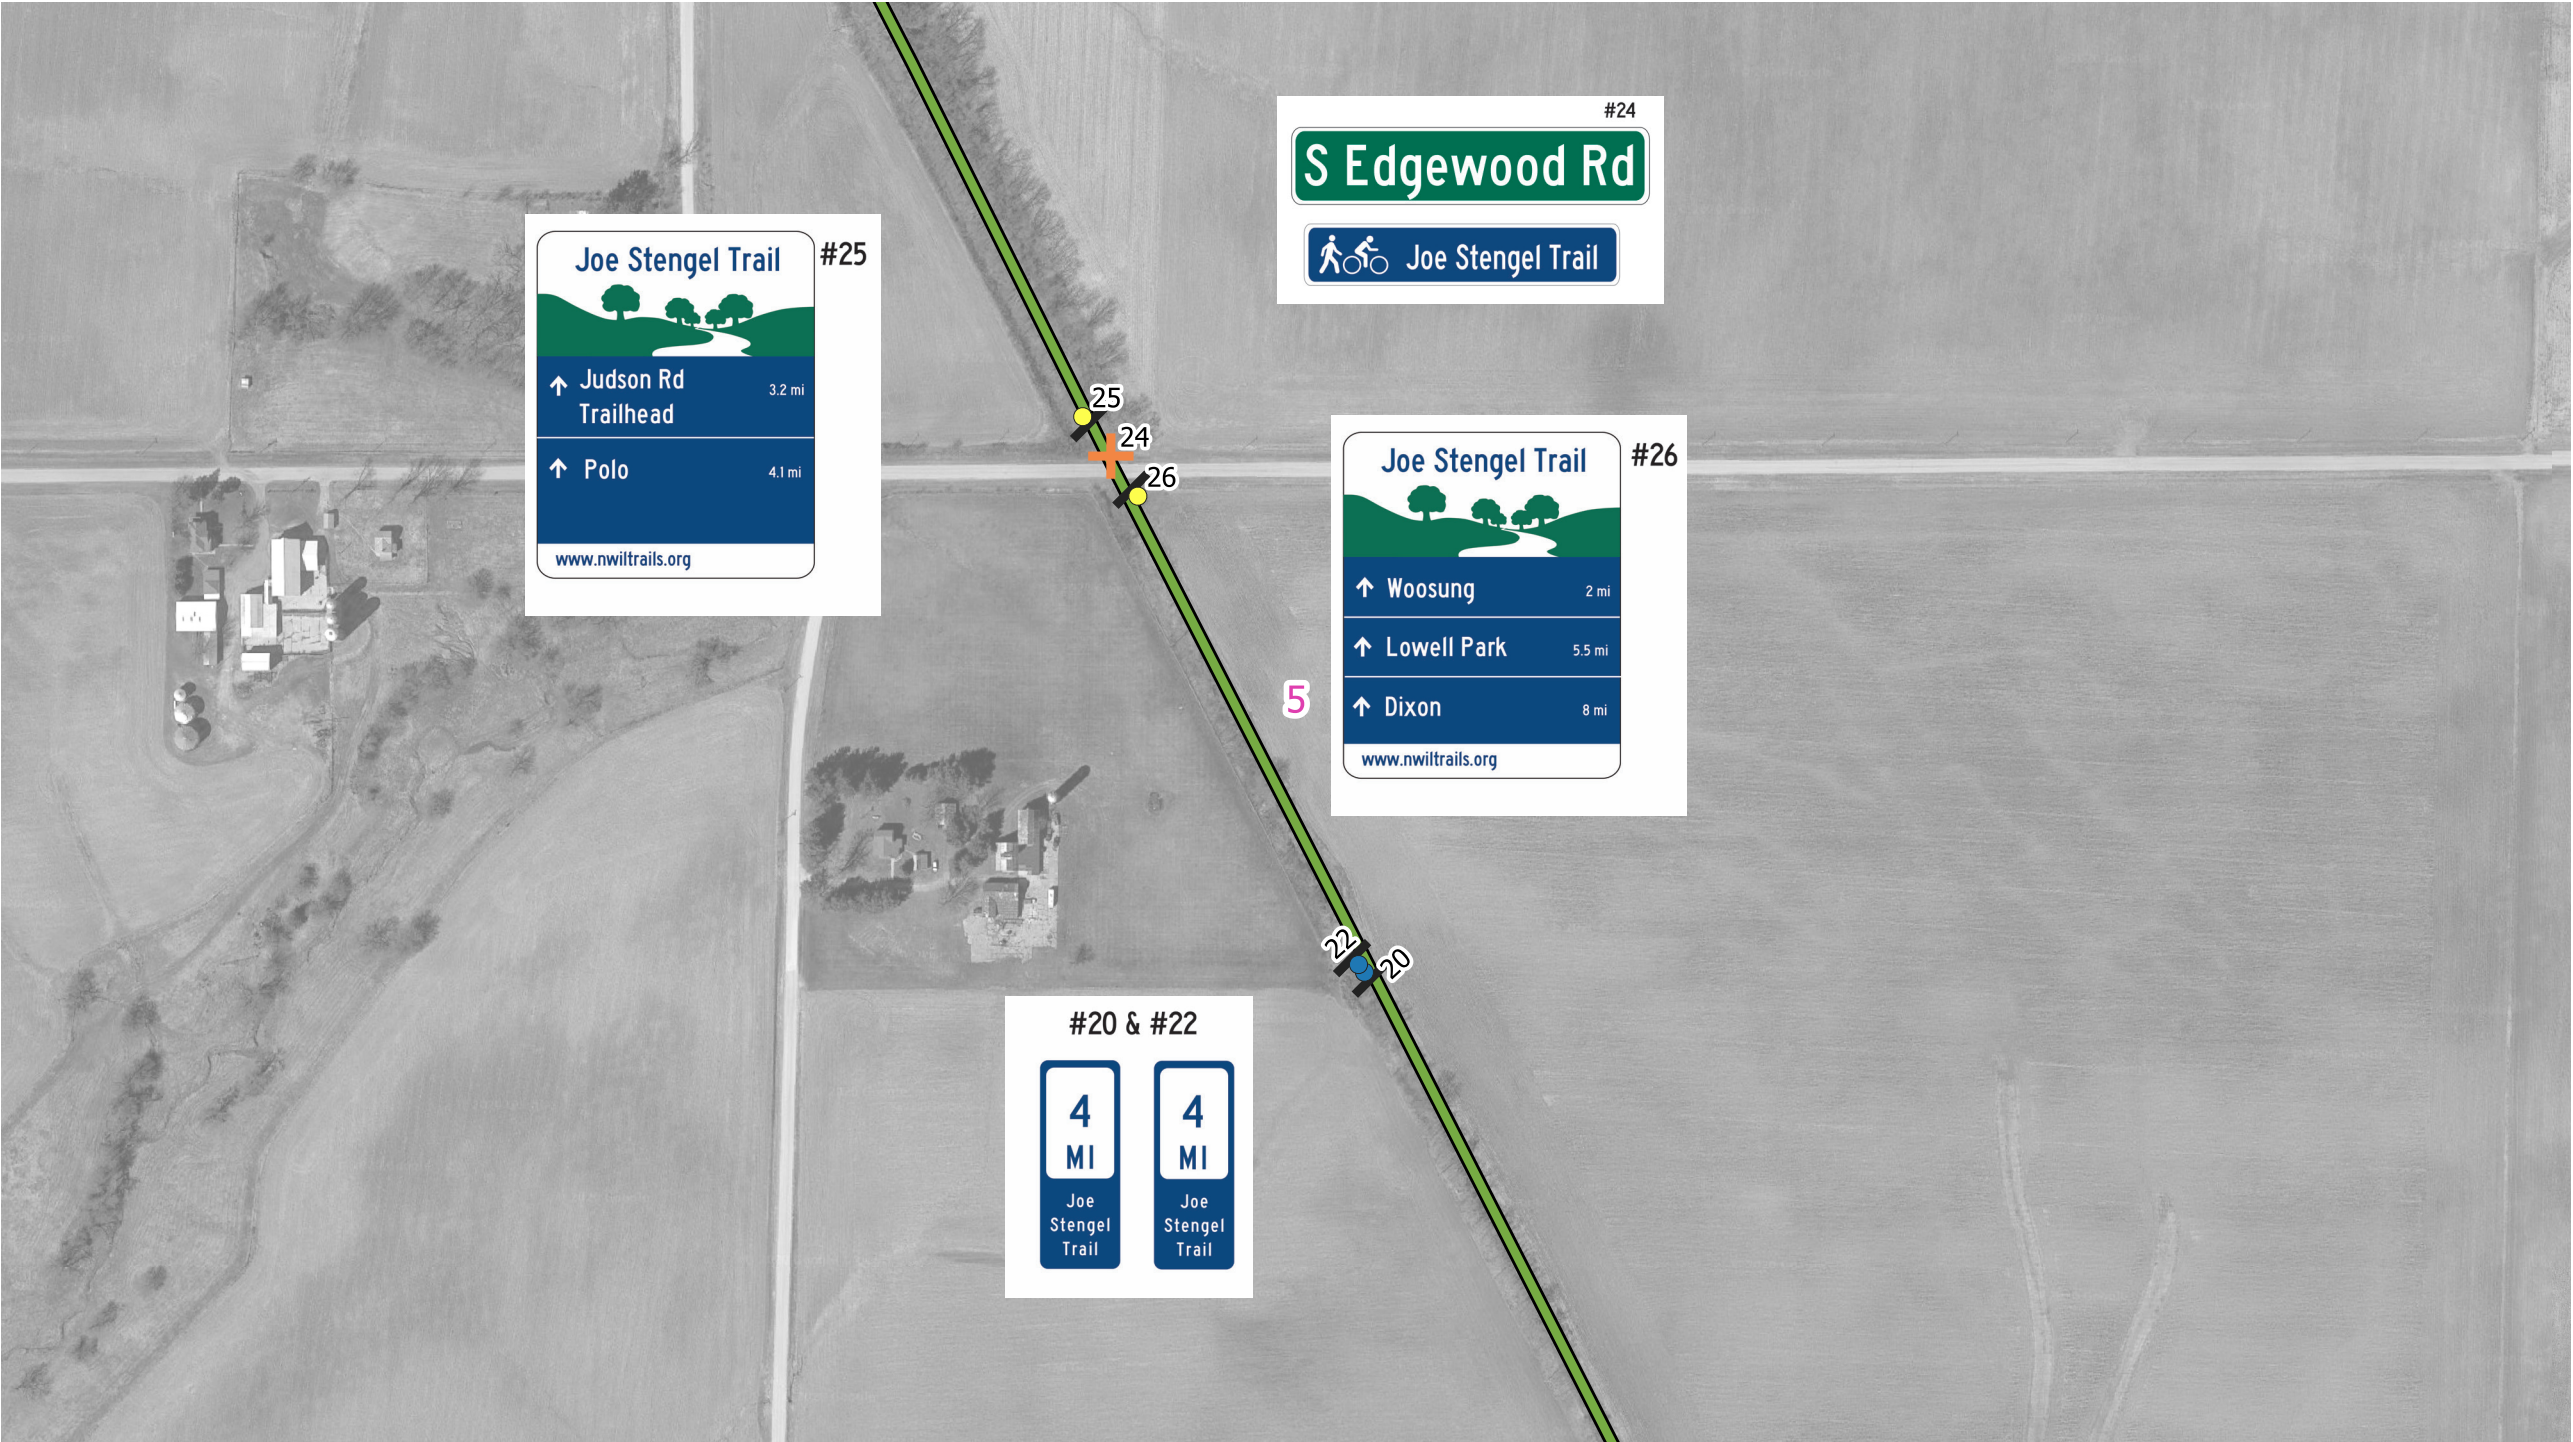 #24
S Edgewood Rd
Joe Stengel Trail
#25
Joe Stengel Trail
Judson Rd
Trailhead
3.2 mi
Polo
4.1 mi
www.nwiltrails.org
25
24
26
#26
Joe Stengel Trail
Woosung
2 mi
Lowell Park
5.5 mi
Dixon
8 mi
www.nwiltrails.org
5
22
20
#20 & #22
4
MI
Joe
Stengel
Trail
4
MI
Joe
Stengel
Trail